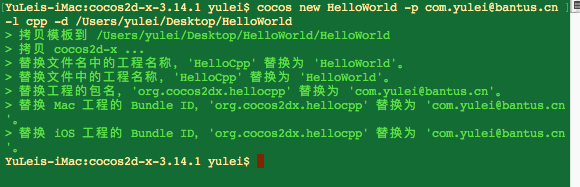 [YuLeis-iMac:cocos2d-x-3.14.1 yulei$ cocos new HelloWorld -p com.yulei@bantus.cn ]
-l cpp -d /Users/yulei/Desktop/HelloWorld
> 拷贝模板到 /Users/yulei/Desktop/HelloWorld/HelloWorld
> 拷贝 cocos2d-x ...
> 替换文件名中的工程名称，'HelloCpp' 替换为 'HelloWorld'。
> 替换文件中的工程名称，'HelloCpp' 替换为 'HelloWorld'。
> 替换工程的包名，'org.cocos2dx.hellocpp' 替换为 'com.yulei@bantus.cn'。
> 替换 Mac 工程的 Bundle ID，'org.cocos2dx.hellocpp' 替换为 'com.yulei@bantus.cn
'。
> 替换 iOS 工程的 Bundle ID，'org.cocos2dx.hellocpp' 替换为 'com.yulei@bantus.cn
'。
YuLeis-iMac:cocos2d-x-3.14.1 yulei$